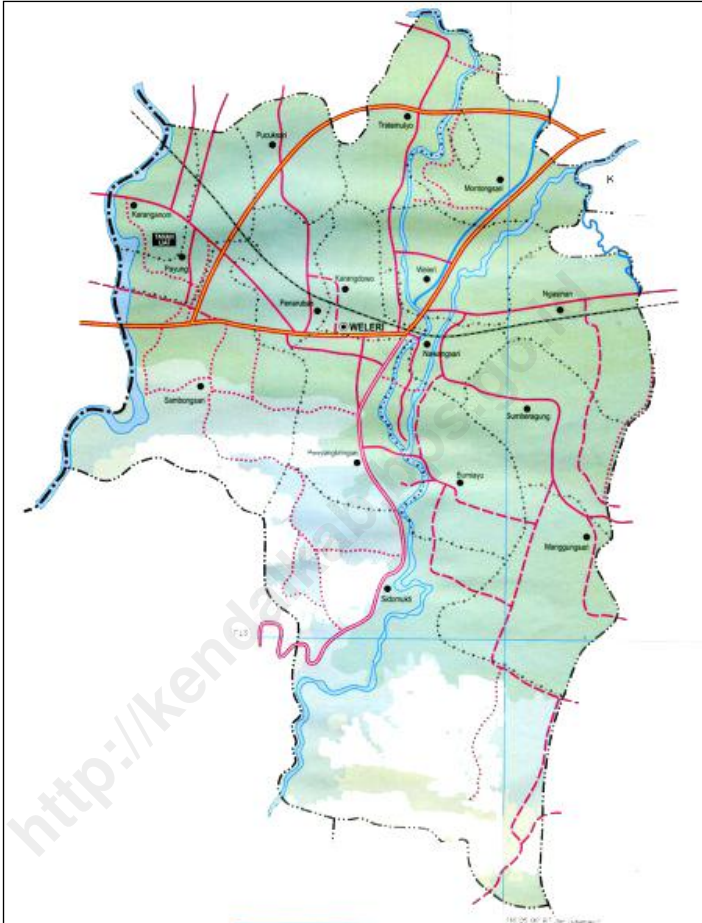 Tratemuliyo
Pucuksari
Montongsari
K
Karanganom
TANAH
LIAT
Payung
Weleri
Karangdowo
Ngasinan
Penaruban
WELERI
Nawangsari
Sambongsari
Sumberagung
Penyangkringan
Bumiayu
Manggungsari
Sidomukti
http://kendalkab.bps.go.id